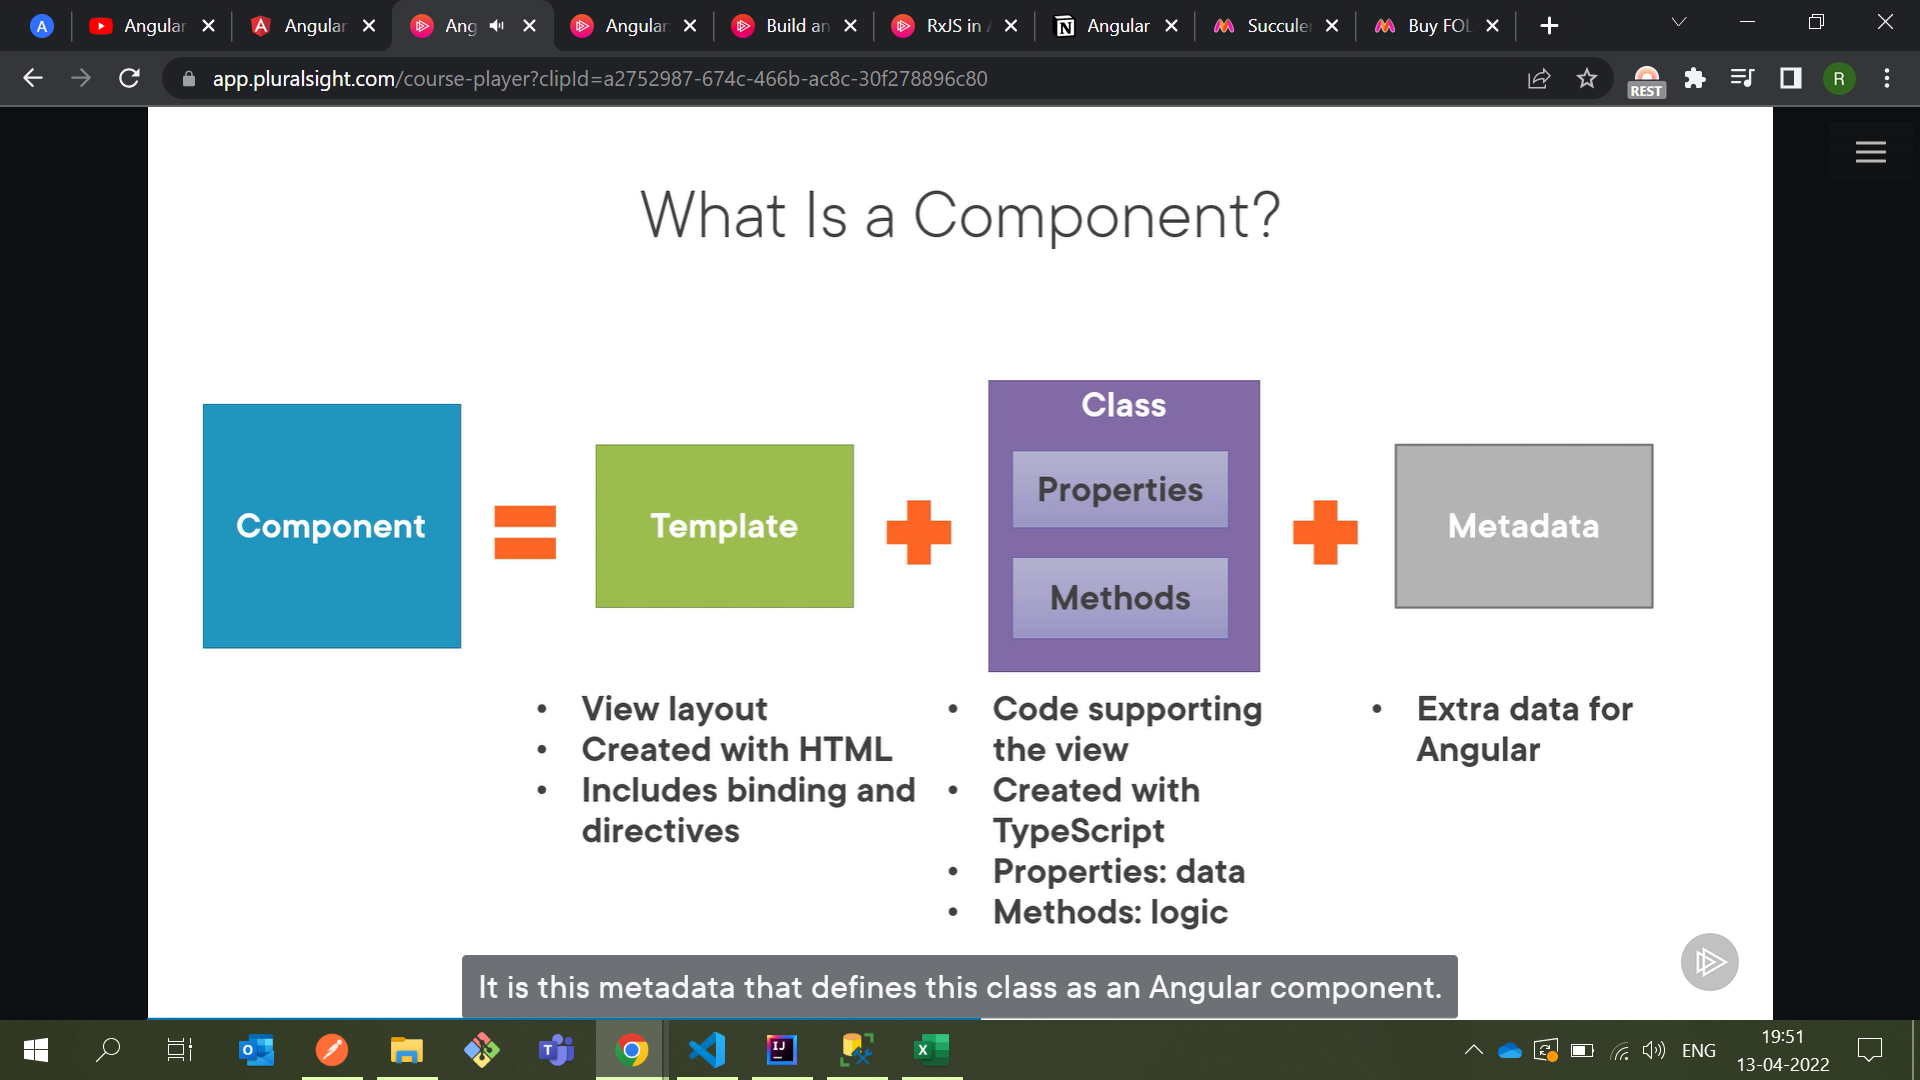 A
Angular
Angular
Ang
Angular
Build an
RxJS in
Angular
Succule
Buy FOL
app.pluralsight.com/course-player?clipId=a2752987-674c-466b-ac8c-30f278896c80
REST
R
What Is a Component?
Component
Template
Class
Properties
Methods
Metadata
• View layout
• Created with HTML
• Includes binding and
directives
• Code supporting
the view
• Created with
TypeScript
• Properties: data
• Methods: logic
• Extra data for
Angular
It is this metadata that defines this class as an Angular component.
ENG
19:51
13-04-2022